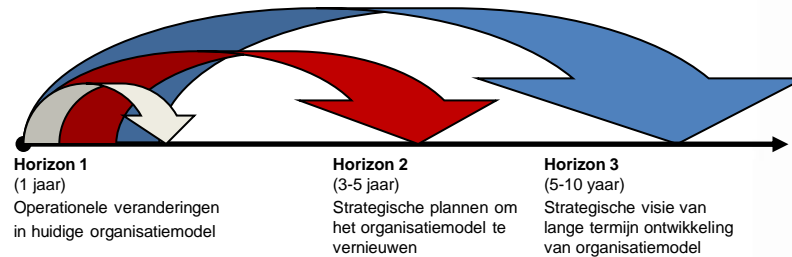 Horizon 1
(1 jaar)
Operationele veranderingen
in huidige organisatiemodel
Horizon 2
(3-5 jaar)
Strategische plannen om
het organisatiemodel te
vernieuwen
Horizon 3
(5-10 yaar)
Strategische visie van
lange termijn ontwikkeling
van organisatiemodel